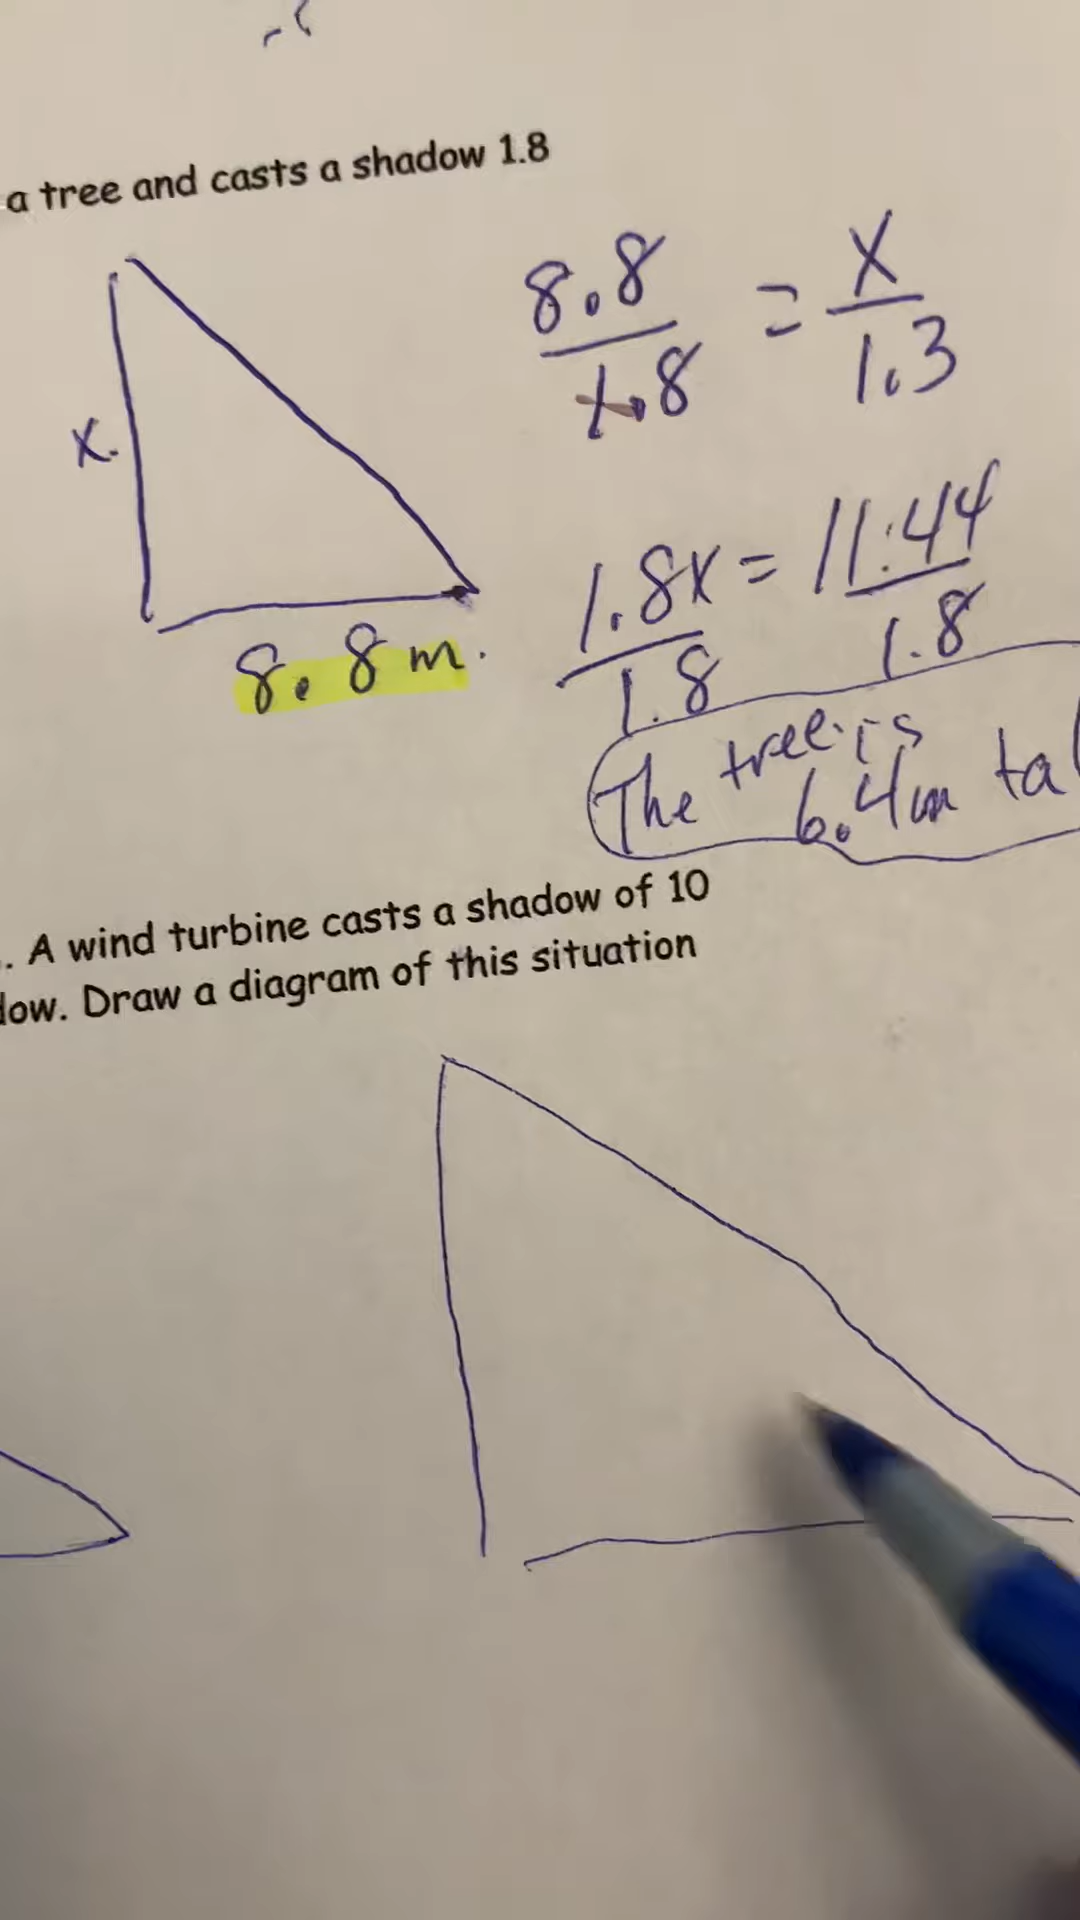 a tree and casts a shadow 1.8
8.8 = x
1.8 1.3
x.
1.8x = 11.44
1.8 1.8
8.8 m.
The tree is
6.4m ta
. A wind turbine casts a shadow of 10
low. Draw a diagram of this situation